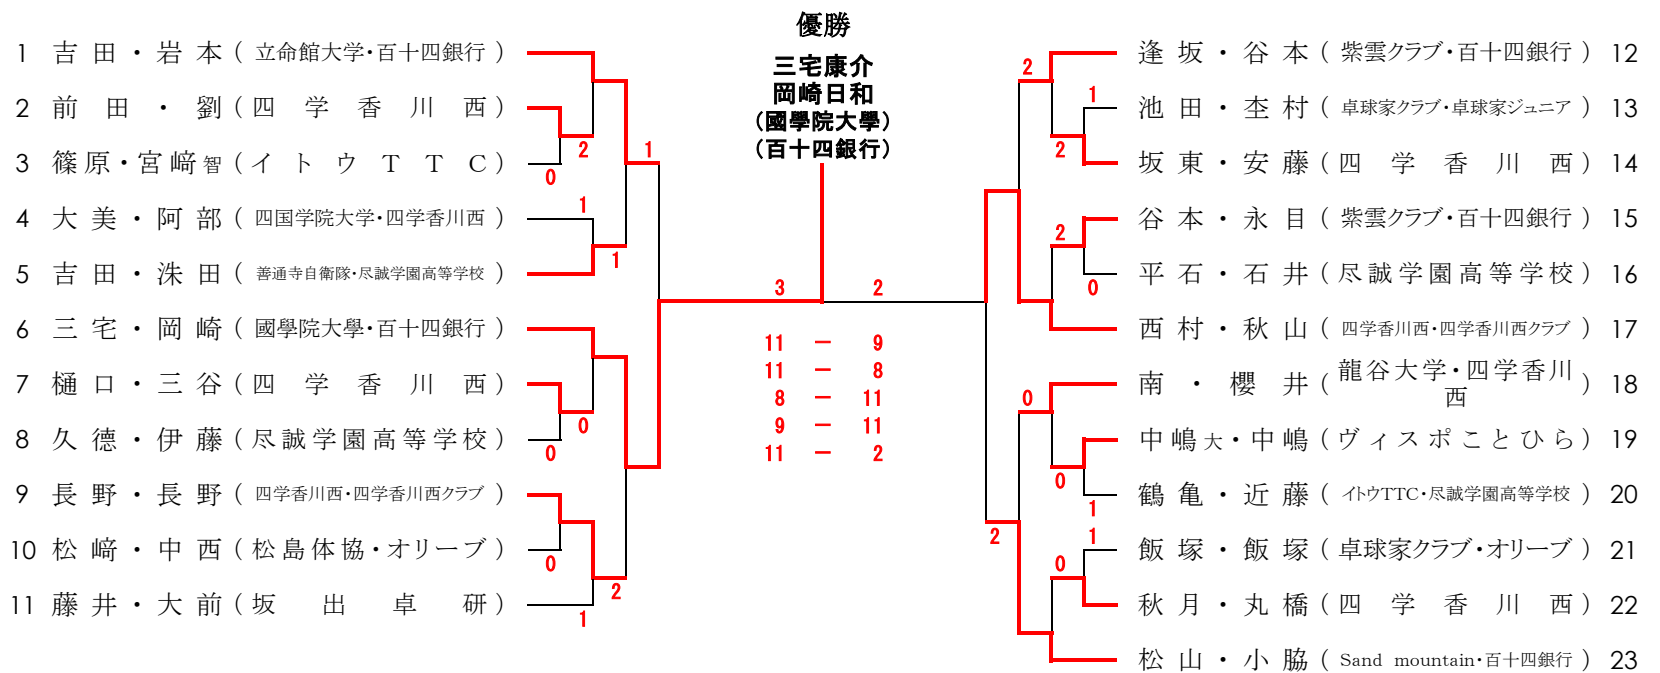 優勝
三宅康介
岡崎日和
(國學院大學)
(百十四銀行)
1 吉田・岩本(立命館大学・百十四銀行)
2 前田・劉(四学香川西)
3 篠原・宮﨑智(イトウTTC)
4 大美・阿部(四国学院大学・四学香川西)
5 吉田・洙田(善通寺自衛隊・尽誠学園高等学校)
6 三宅・岡崎(國學院大學・百十四銀行)
7 樋口・三谷(四学香川西)
8 久德・伊藤(尽誠学園高等学校)
9 長野・長野(四学香川西・四学香川西クラブ)
10 松﨑・中西(松島体協・オリーブ)
11 藤井・大前(坂出卓研)
2
0
1
1
1
0
0
0
2
1
3 2
11 － 9
11 － 8
8 － 11
9 － 11
11 － 2
2
1
2
2
0
0
0
1
2
1
0
逢坂・谷本(紫雲クラブ・百十四銀行) 12
池田・杢村(卓球家クラブ・卓球家ジュニア) 13
坂東・安藤(四学香川西) 14
谷本・永目(紫雲クラブ・百十四銀行) 15
平石・石井(尽誠学園高等学校) 16
西村・秋山(四学香川西・四学香川西クラブ) 17
南・櫻井(龍谷大学・四学香川西) 18
中嶋大・中嶋(ヴィスポことひら) 19
鶴亀・近藤(イトウTTC・尽誠学園高等学校) 20
飯塚・飯塚(卓球家クラブ・オリーブ) 21
秋月・丸橋(四学香川西) 22
松山・小脇(Sand mountain・百十四銀行) 23